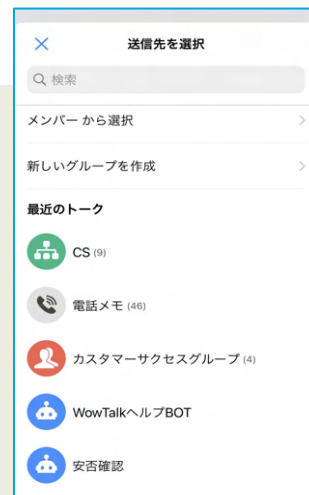 送信先を選択
検索
メンバー から選択
新しいグループを作成
最近のトーク
CS (9)
電話メモ (46)
カスタマーサクセスグループ (4)
WowTalkヘルプBOT
安否確認